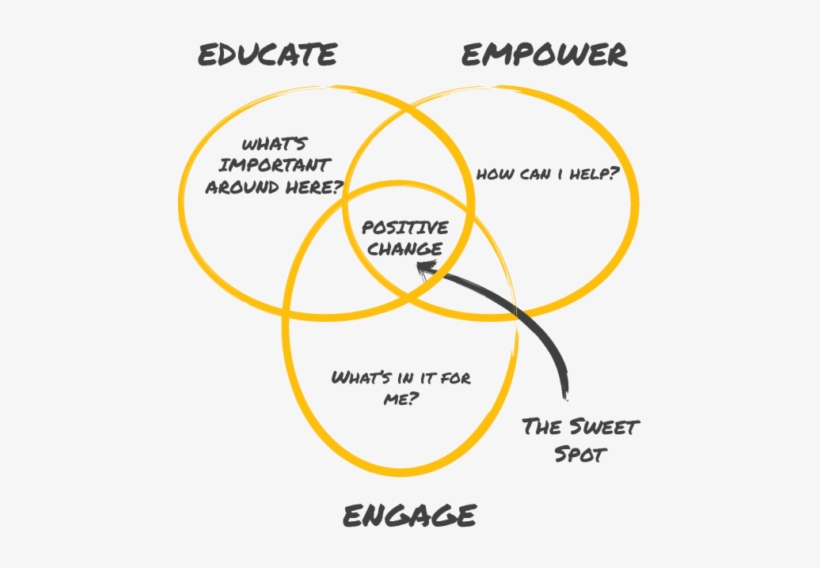 EDUCATE
EMPOWER
WHAT'S
IMPORTANT
AROUND HERE?
HOW CAN I HELP?
POSITIVE
CHANGE
WHAT'S IN IT FOR
ME?
THE SWEET
SPOT
ENGAGE